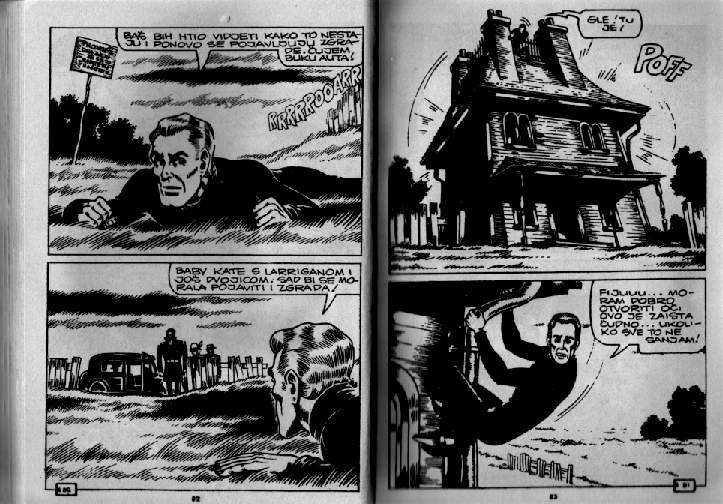 BAŠ BIH HTIO VIDJETI KAKO TO NESTA-
JU I PONOVO SE POJAVLJUJU ZGRA-
DE. ČUJEM
BUKU AUTA!
RRRRRROOOARRR
BABY KATE S LARRIGANOM I
JOŠ DVOJICOM. SAD BI SE MO-
RALA POJAVITI I ZGRADA!
82
GLE! TU
JE!
POFF
FIJUUU... MO-
RAM DOBRO
OTVORITI OČI
OVO JE ZAISTA
ČUDNO... UKOLI-
KO SVE TO NE
SANJAM!
83